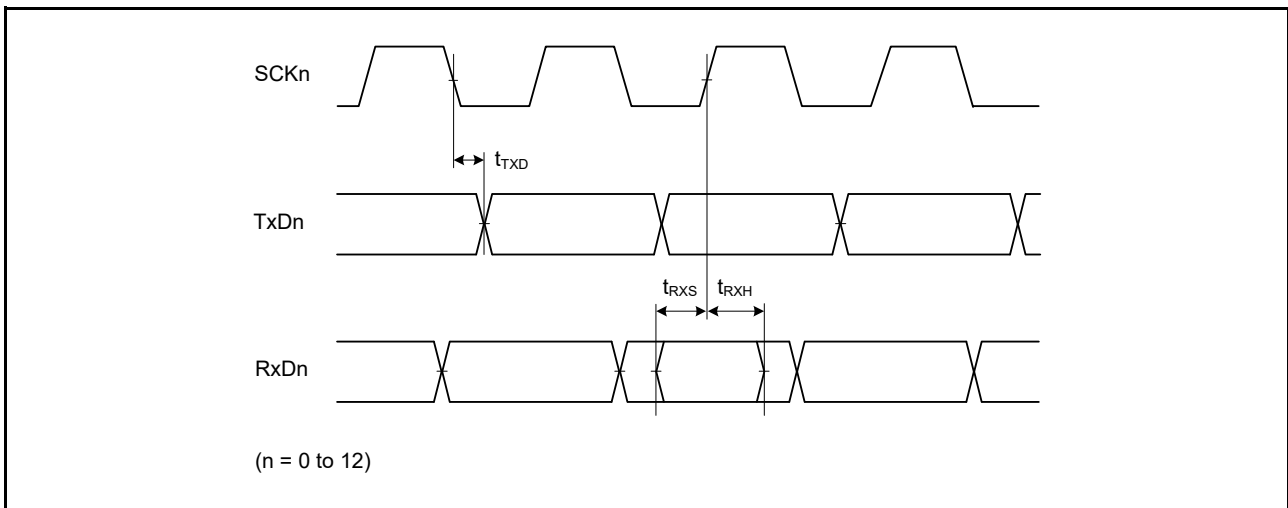 SCKn
tTXD
TxDn
tRXS tRXH
RxDn
(n = 0 to 12)